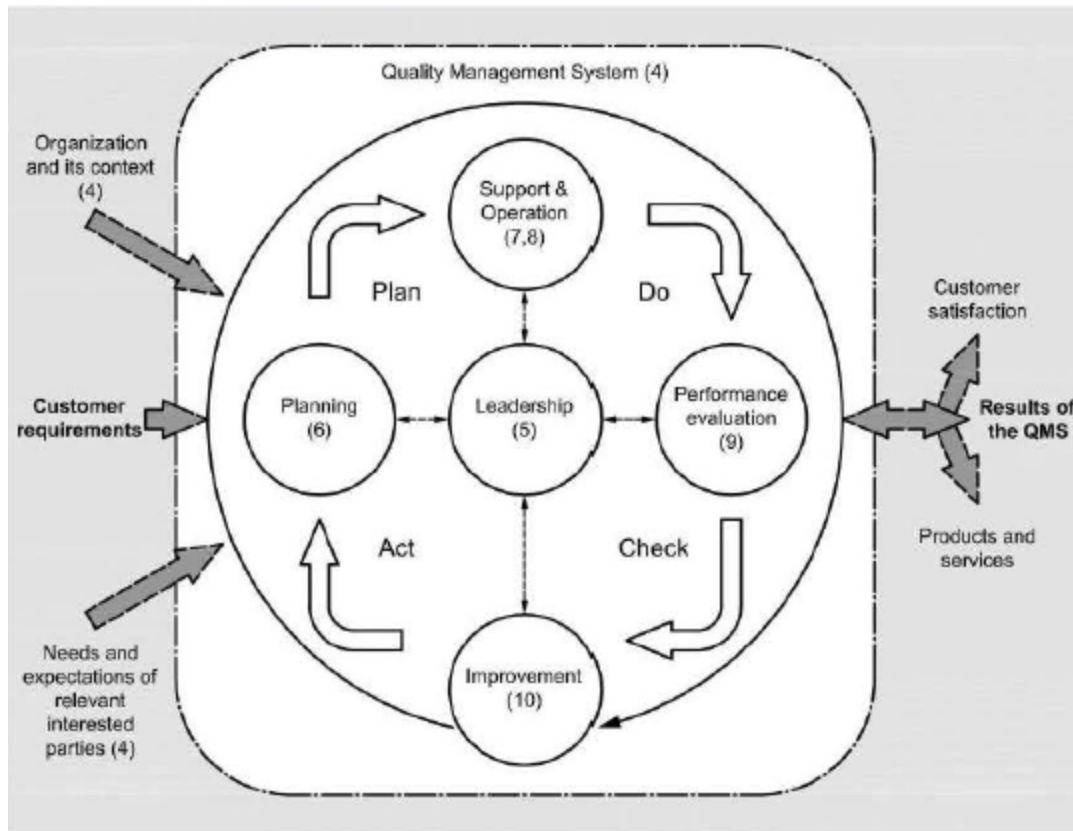 Quality Management System (4)
Organization
and its context
(4)
Support &
Operation
(7,8)
Plan
Do
Customer
satisfaction
Customer
requirements
Planning
(6)
Leadership
(5)
Performance
evaluation
(9)
Results of
the QMS
Act
Check
Products and
services
Needs and
expectations of
relevant
interested
parties (4)
Improvement
(10)